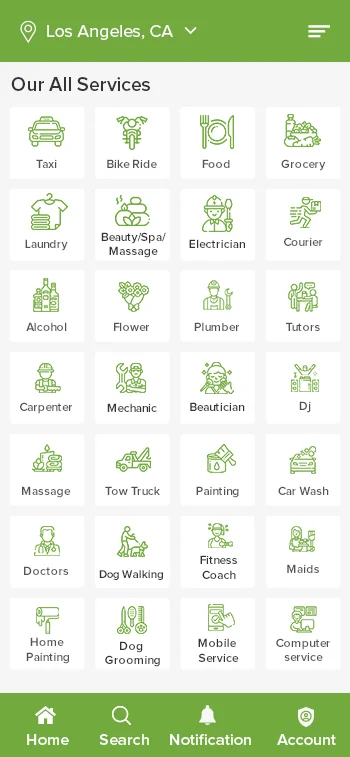 Los Angeles, CA
Our All Services
Taxi
Bike Ride
Food
Grocery
Laundry
Beauty/Spa/
Massage
Electrician
Courier
Alcohol
Flower
Plumber
Tutors
Carpenter
Mechanic
Beautician
Dj
Massage
Tow Truck
Painting
Car Wash
Doctors
Dog Walking
Fitness
Coach
Maids
Home
Painting
Dog
Grooming
Mobile
Service
Computer
service
Home
Search
Notification
Account